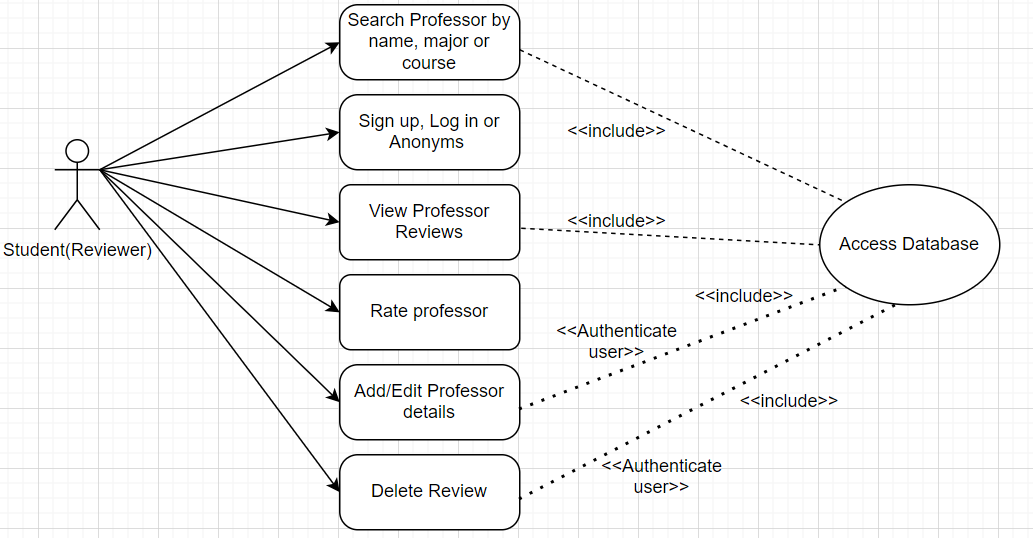 Search Professor by
name, major or
course
Sign up, Log in or
Anonyms
<<include>>
View Professor
Reviews
<<include>>
Student(Reviewer)
Access Database
Rate professor
<<include>>
<<Authenticate
user>>
Add/Edit Professor
details
<<include>>
Delete Review
<<Authenticate
user>>